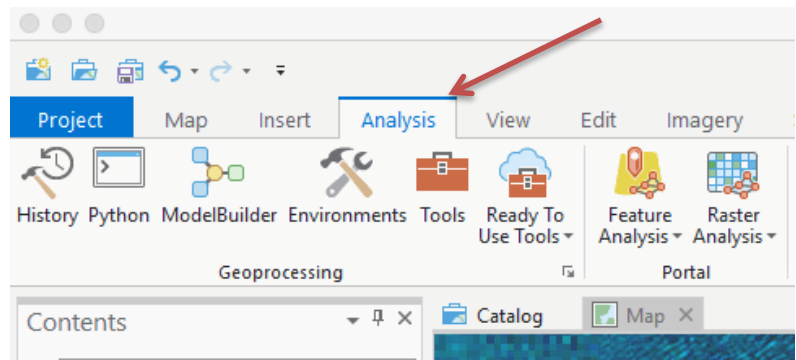 Project Map Insert Analysis View Edit Imagery
History Python ModelBuilder Environments Tools Ready To Feature Raster
Use Tools Analysis Analysis
Geoprocessing Portal
Contents Catalog Map